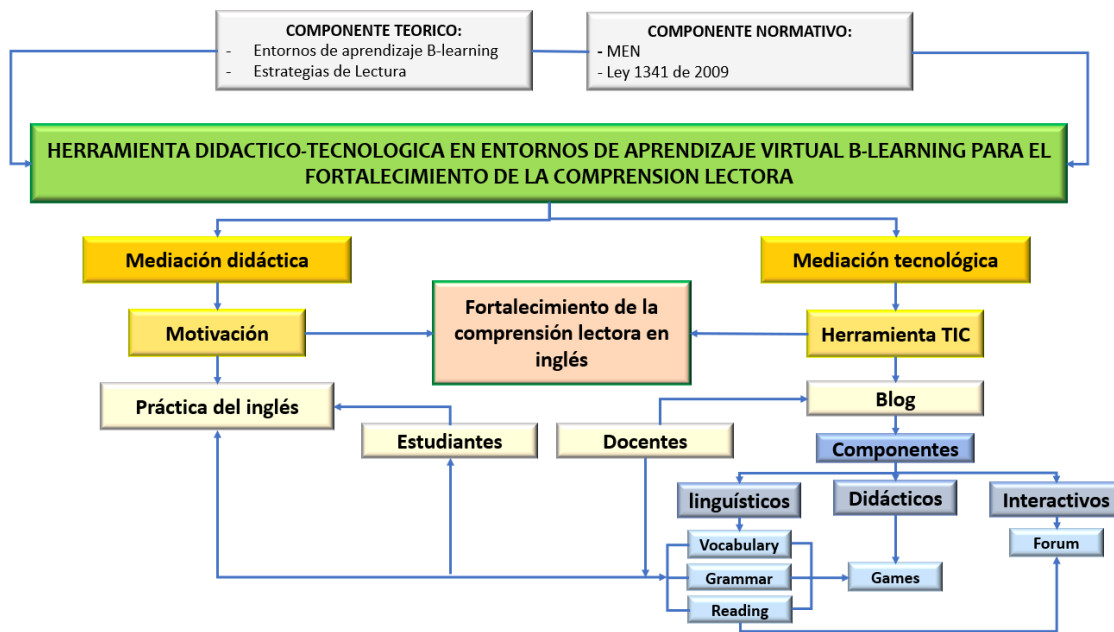 COMPONENTE TEORICO:
- Entornos de aprendizaje B-learning
- Estrategias de Lectura
COMPONENTE NORMATIVO:
- MEN
- Ley 1341 de 2009
HERRAMIENTA DIDACTICO-TECNOLOGICA EN ENTORNOS DE APRENDIZAJE VIRTUAL B-LEARNING PARA EL
FORTALECIMIENTO DE LA COMPRENSION LECTORA
Mediación didáctica
Mediación tecnológica
Motivación
Fortalecimiento de la
comprensión lectora en
inglés
Herramienta TIC
Práctica del inglés
Blog
Estudiantes
Docentes
Componentes
linguísticos
Didácticos
Interactivos
Vocabulary
Forum
Grammar
Games
Reading